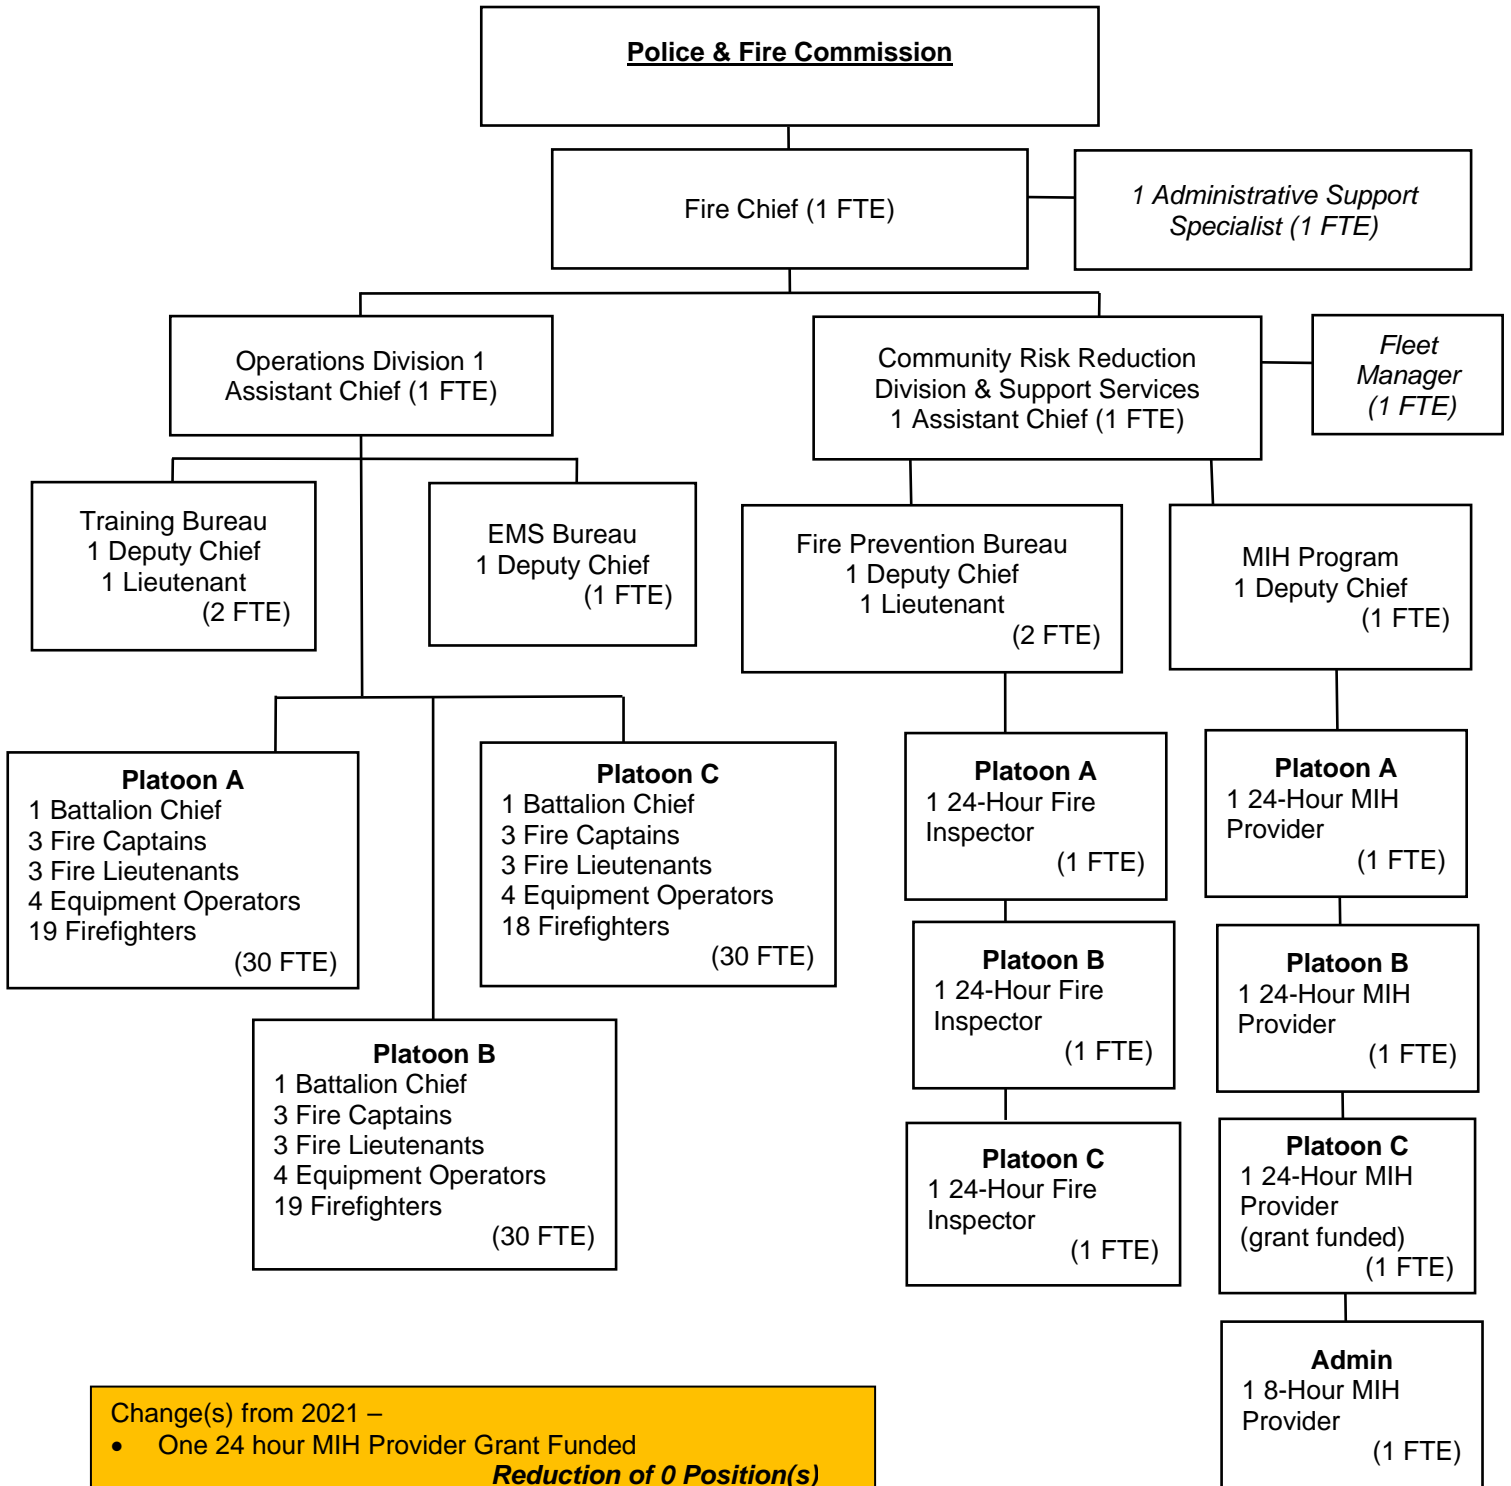 Police & Fire Commission
Fire Chief (1 FTE)
1 Administrative Support
Specialist (1 FTE)
Operations Division 1
Assistant Chief (1 FTE)
Community Risk Reduction
Division & Support Services
1 Assistant Chief (1 FTE)
Fleet
Manager
(1 FTE)
Training Bureau
1 Deputy Chief
1 Lieutenant
(2 FTE)
EMS Bureau
1 Deputy Chief
(1 FTE)
Fire Prevention Bureau
1 Deputy Chief
1 Lieutenant
(2 FTE)
MIH Program
1 Deputy Chief
(1 FTE)
Platoon A
1 Battalion Chief
3 Fire Captains
3 Fire Lieutenants
4 Equipment Operators
19 Firefighters
(30 FTE)
Platoon C
1 Battalion Chief
3 Fire Captains
3 Fire Lieutenants
4 Equipment Operators
18 Firefighters
(30 FTE)
Platoon B
1 Battalion Chief
3 Fire Captains
3 Fire Lieutenants
4 Equipment Operators
19 Firefighters
(30 FTE)
Platoon A
1 24-Hour Fire
Inspector
(1 FTE)
Platoon B
1 24-Hour Fire
Inspector
(1 FTE)
Platoon C
1 24-Hour Fire
Inspector
(1 FTE)
Platoon A
1 24-Hour MIH
Provider
(1 FTE)
Platoon B
1 24-Hour MIH
Provider
(1 FTE)
Platoon C
1 24-Hour MIH
Provider
(grant funded)
(1 FTE)
Admin
1 8-Hour MIH
Provider
(1 FTE)
Change(s) from 2021 –
• One 24 hour MIH Provider Grant Funded
Reduction of 0 Position(s)